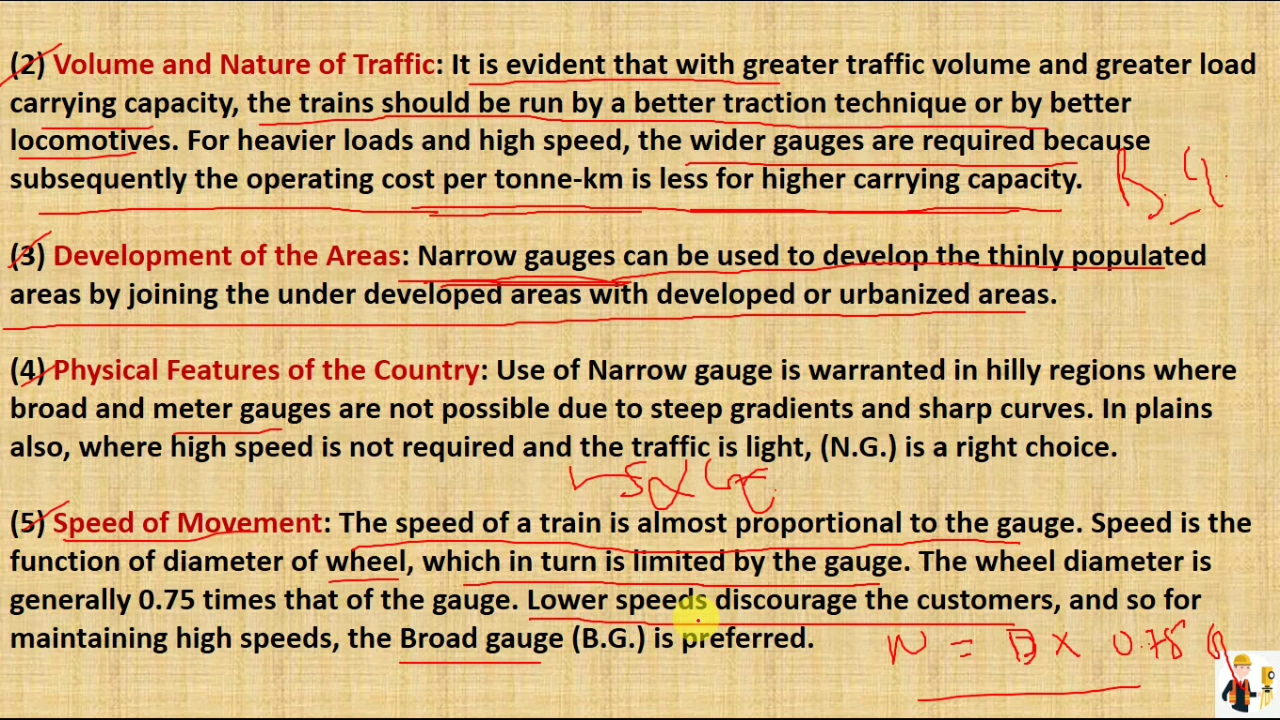 (2) Volume and Nature of Traffic: It is evident that with greater traffic volume and greater load
carrying capacity, the trains should be run by a better traction technique or by better
locomotives. For heavier loads and high speed, the wider gauges are required because
subsequently the operating cost per tonne-km is less for higher carrying capacity.
(3) Development of the Areas: Narrow gauges can be used to develop the thinly populated
areas by joining the under developed areas with developed or urbanized areas.
(4) Physical Features of the Country: Use of Narrow gauge is warranted in hilly regions where
broad and meter gauges are not possible due to steep gradients and sharp curves. In plains
also, where high speed is not required and the traffic is light, (N.G.) is a right choice.
(5) Speed of Movement: The speed of a train is almost proportional to the gauge. Speed is the
function of diameter of wheel, which in turn is limited by the gauge. The wheel diameter is
generally 0.75 times that of the gauge. Lower speeds discourage the customers, and so for
maintaining high speeds, the Broad gauge (B.G.) is preferred.